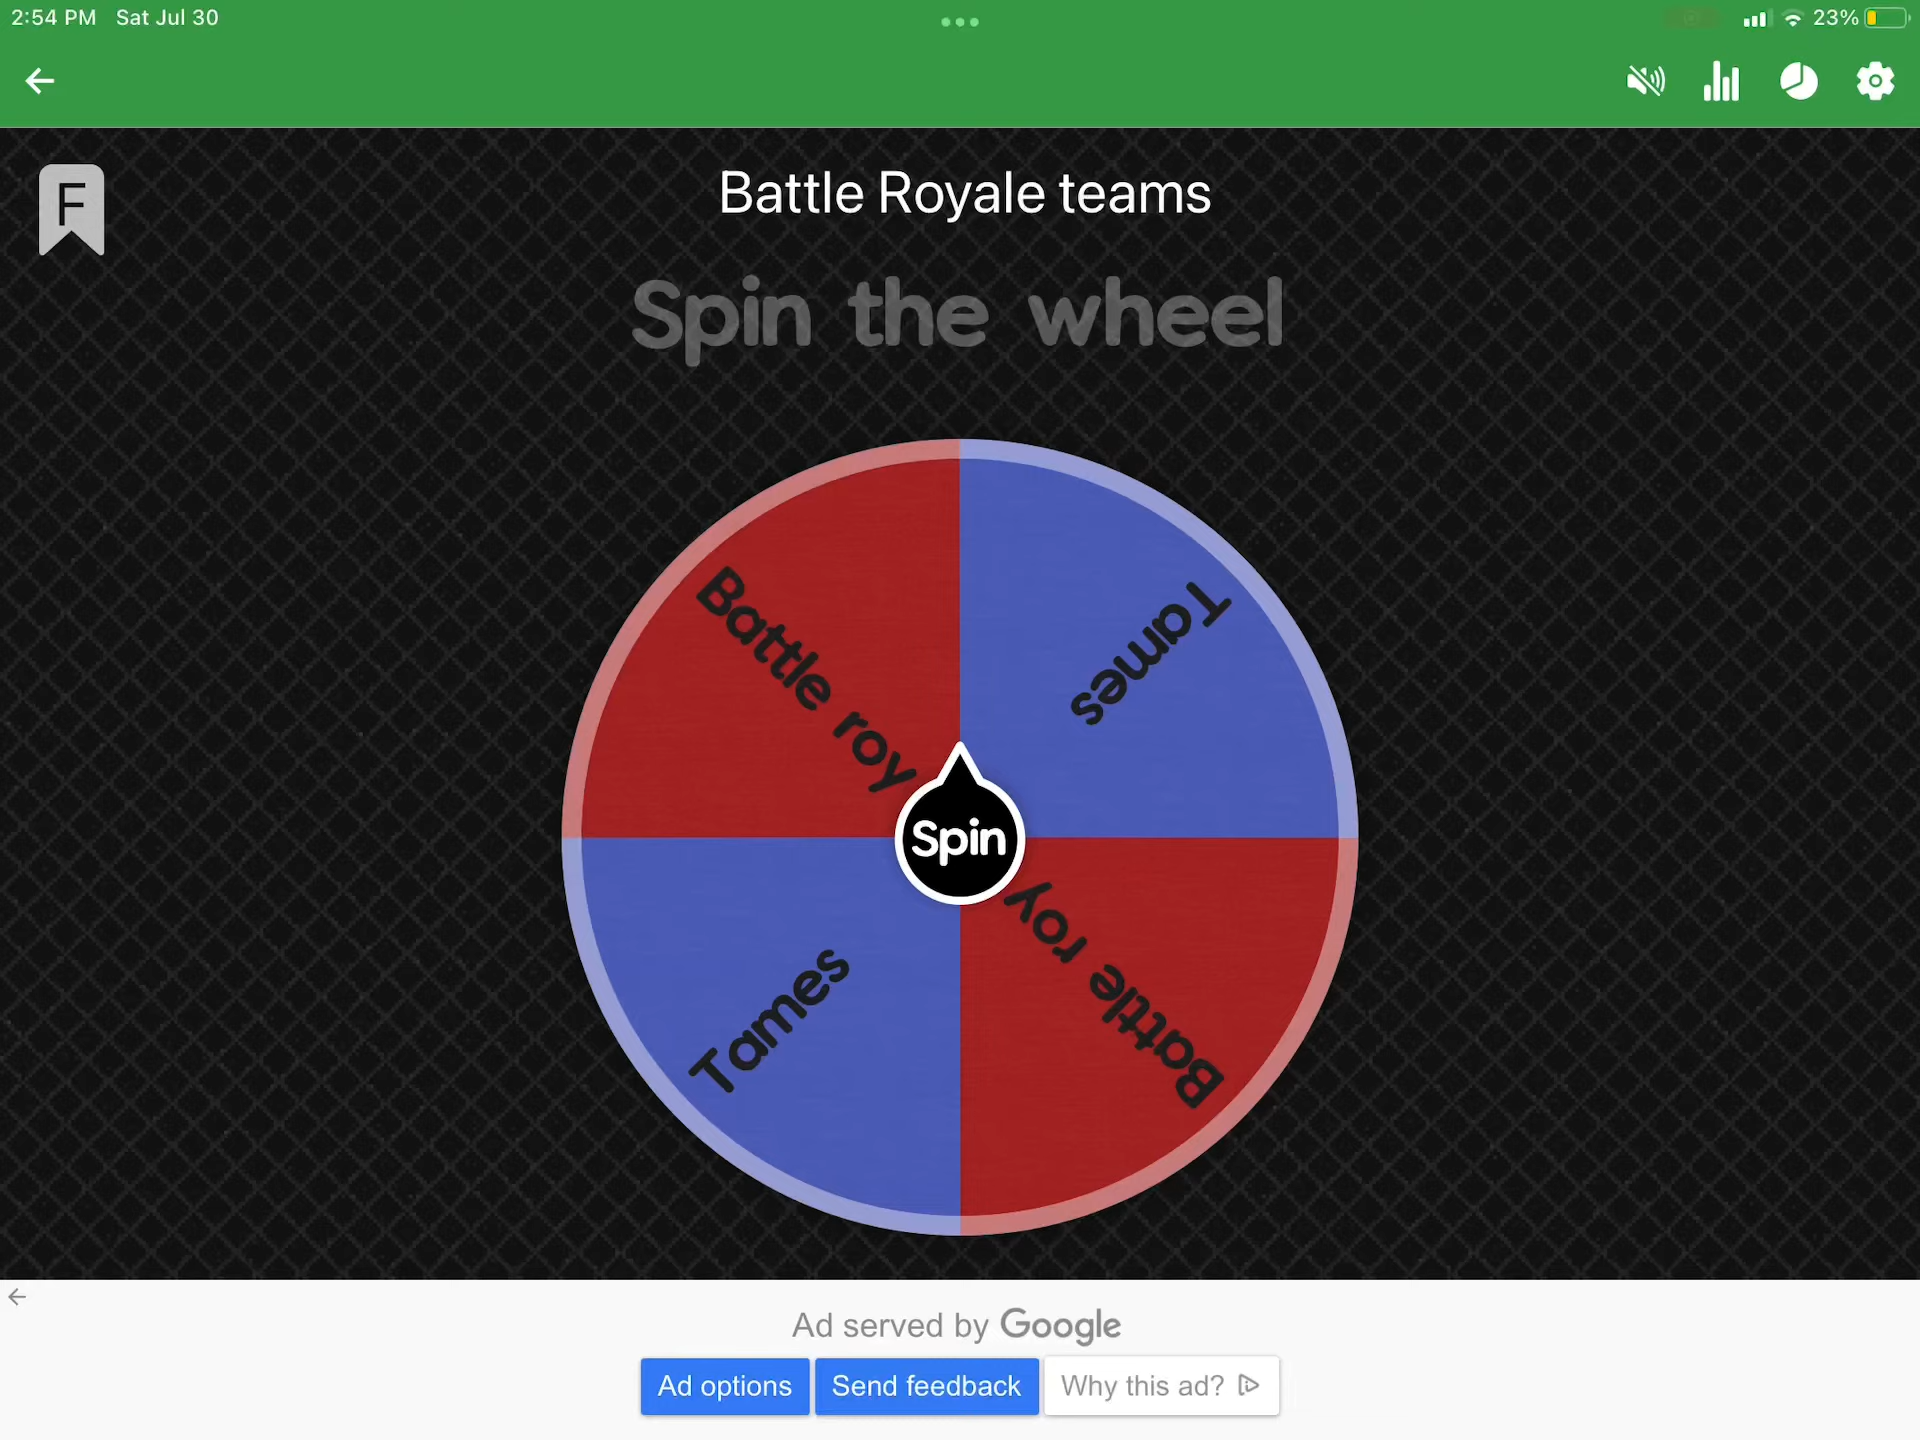 2:54 PM Sat Jul 30
23%
F
Battle Royale teams
Spin the wheel
Battle roy
Tames
Spin
Tames
Battle roy
Ad served by Google
Ad options
Send feedback
Why this ad?